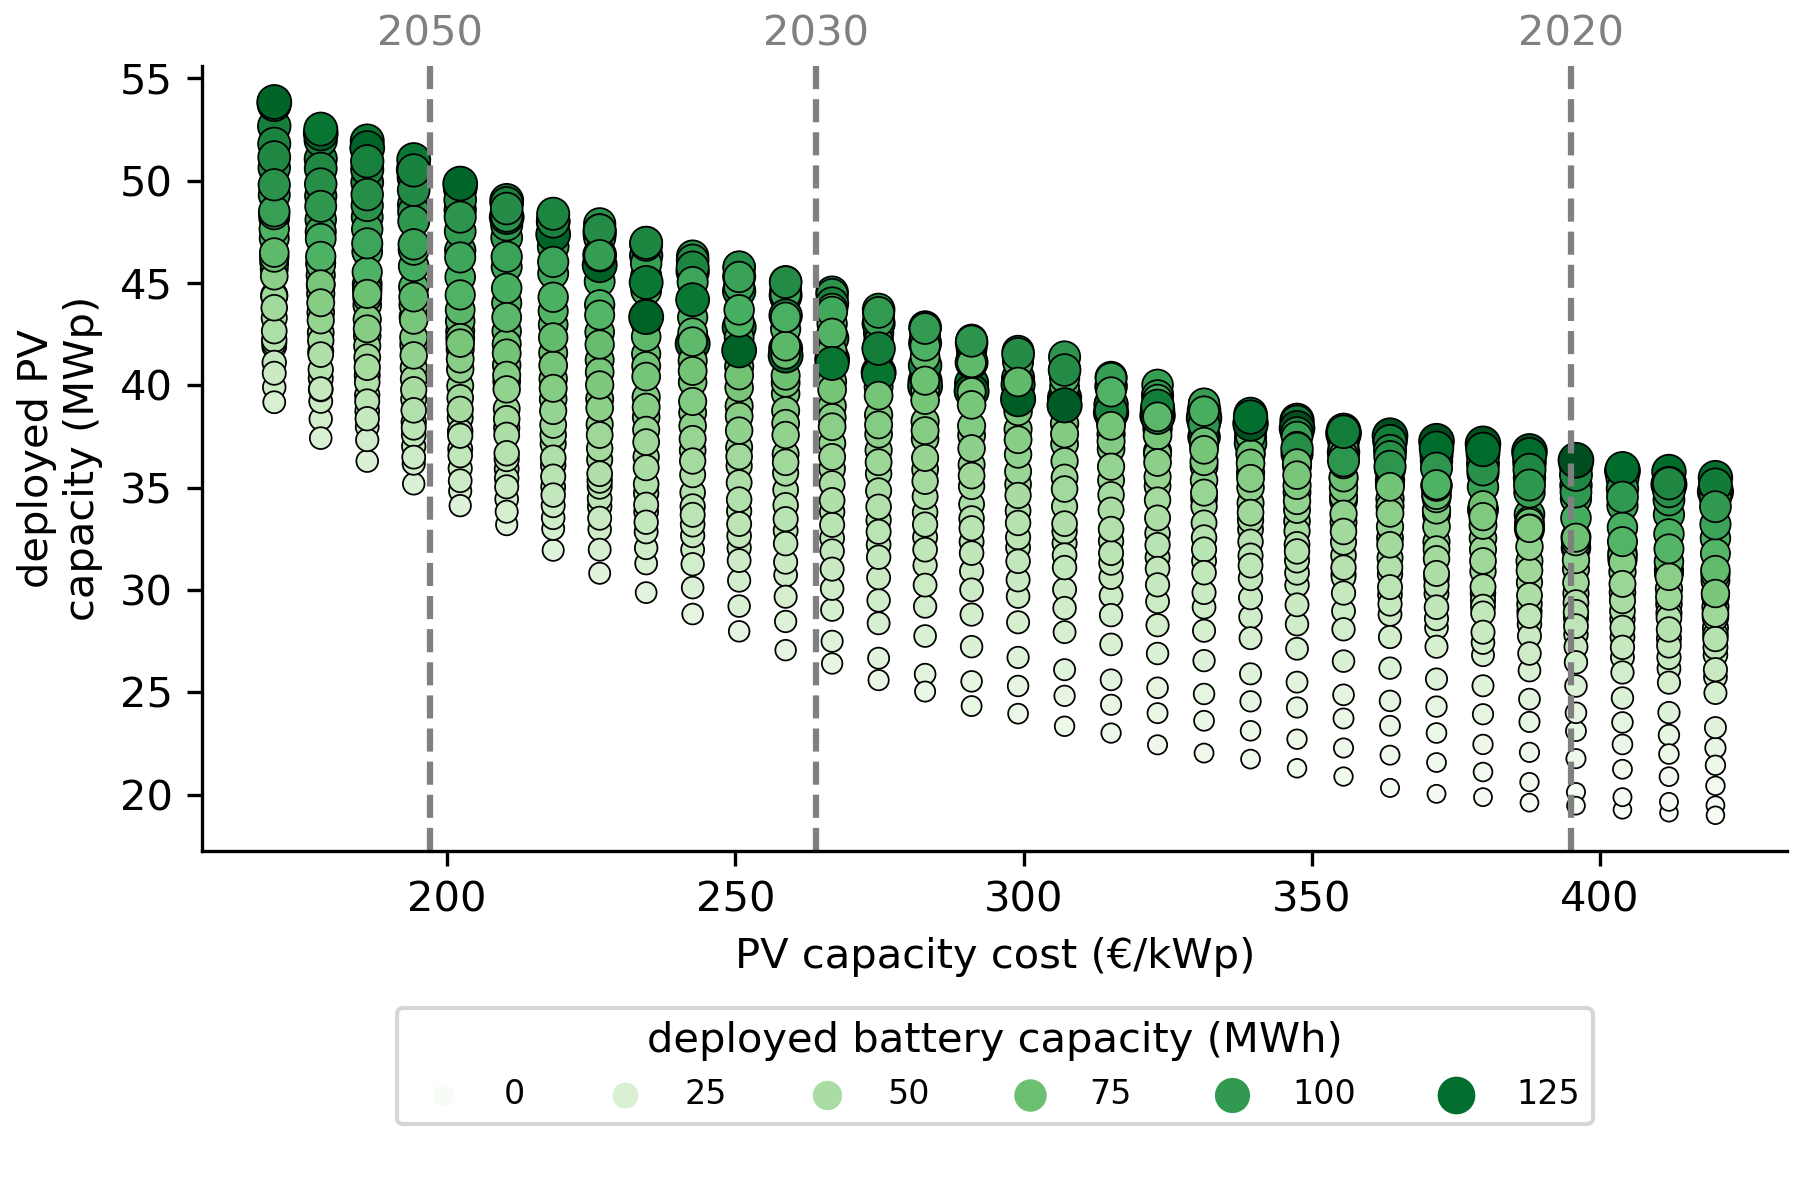 2050 2030 2020
55
50
45
40
35
30
25
20
deployed PV
capacity (MWp)
200 250 300 350 400
PV capacity cost (€/kWp)
deployed battery capacity (MWh)
0 25 50 75 100 125